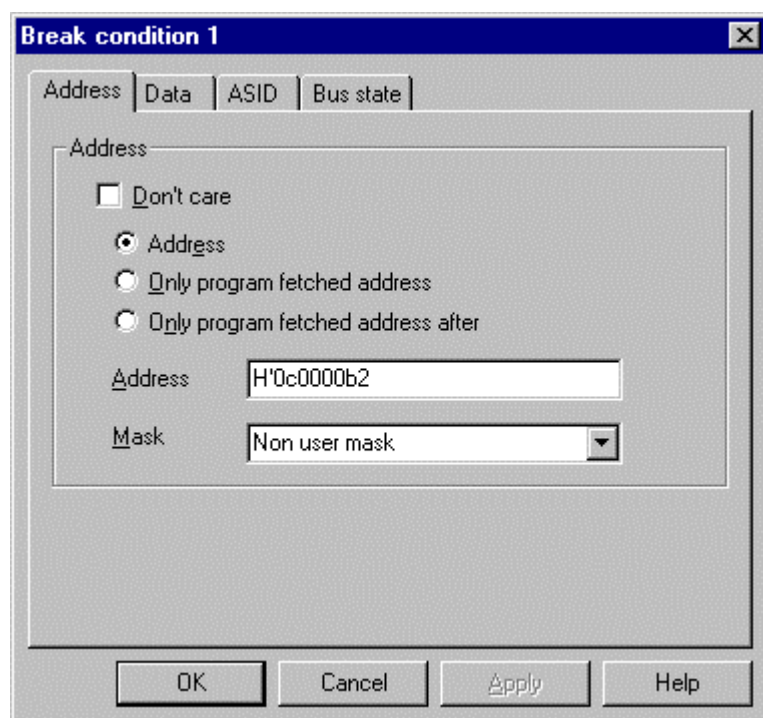 Break condition 1
Address Data ASID Bus state
Address
Don't care
Address
Only program fetched address
Only program fetched address after
Address H'0c0000b2
Mask Non user mask
OK Cancel Apply Help